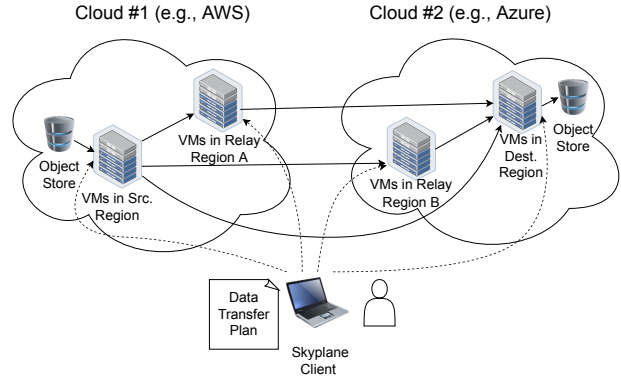 Cloud #1 (e.g., AWS)
Cloud #2 (e.g., Azure)
Object
Store
VMs in Src.
Region
VMs in Relay
Region A
VMs in Relay
Region B
VMs in
Dest.
Region
Object
Store
Data
Transfer
Plan
Skyplane
Client